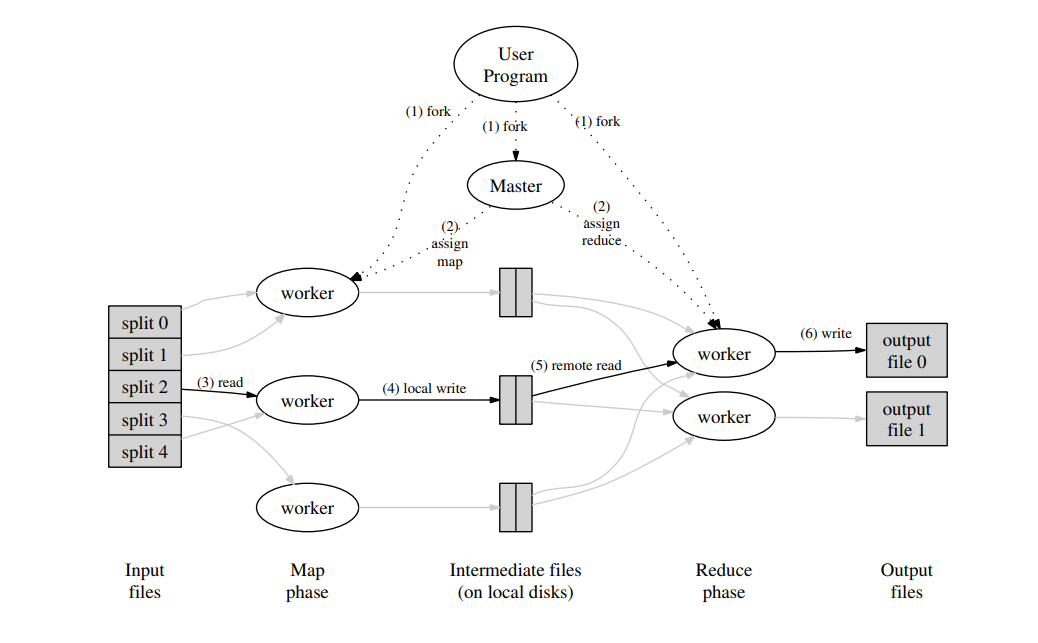 User
Program
(1) fork
(1) fork
(1) fork
Master
(2)
assign
map
(2)
assign
reduce
worker
split 0
split 1
split 2
split 3
split 4
(3) read
worker
(4) local write
(5) remote read
worker
(6) write
output
file 0
worker
output
file 1
worker
Input
files
Map
phase
Intermediate files
(on local disks)
Reduce
phase
Output
files